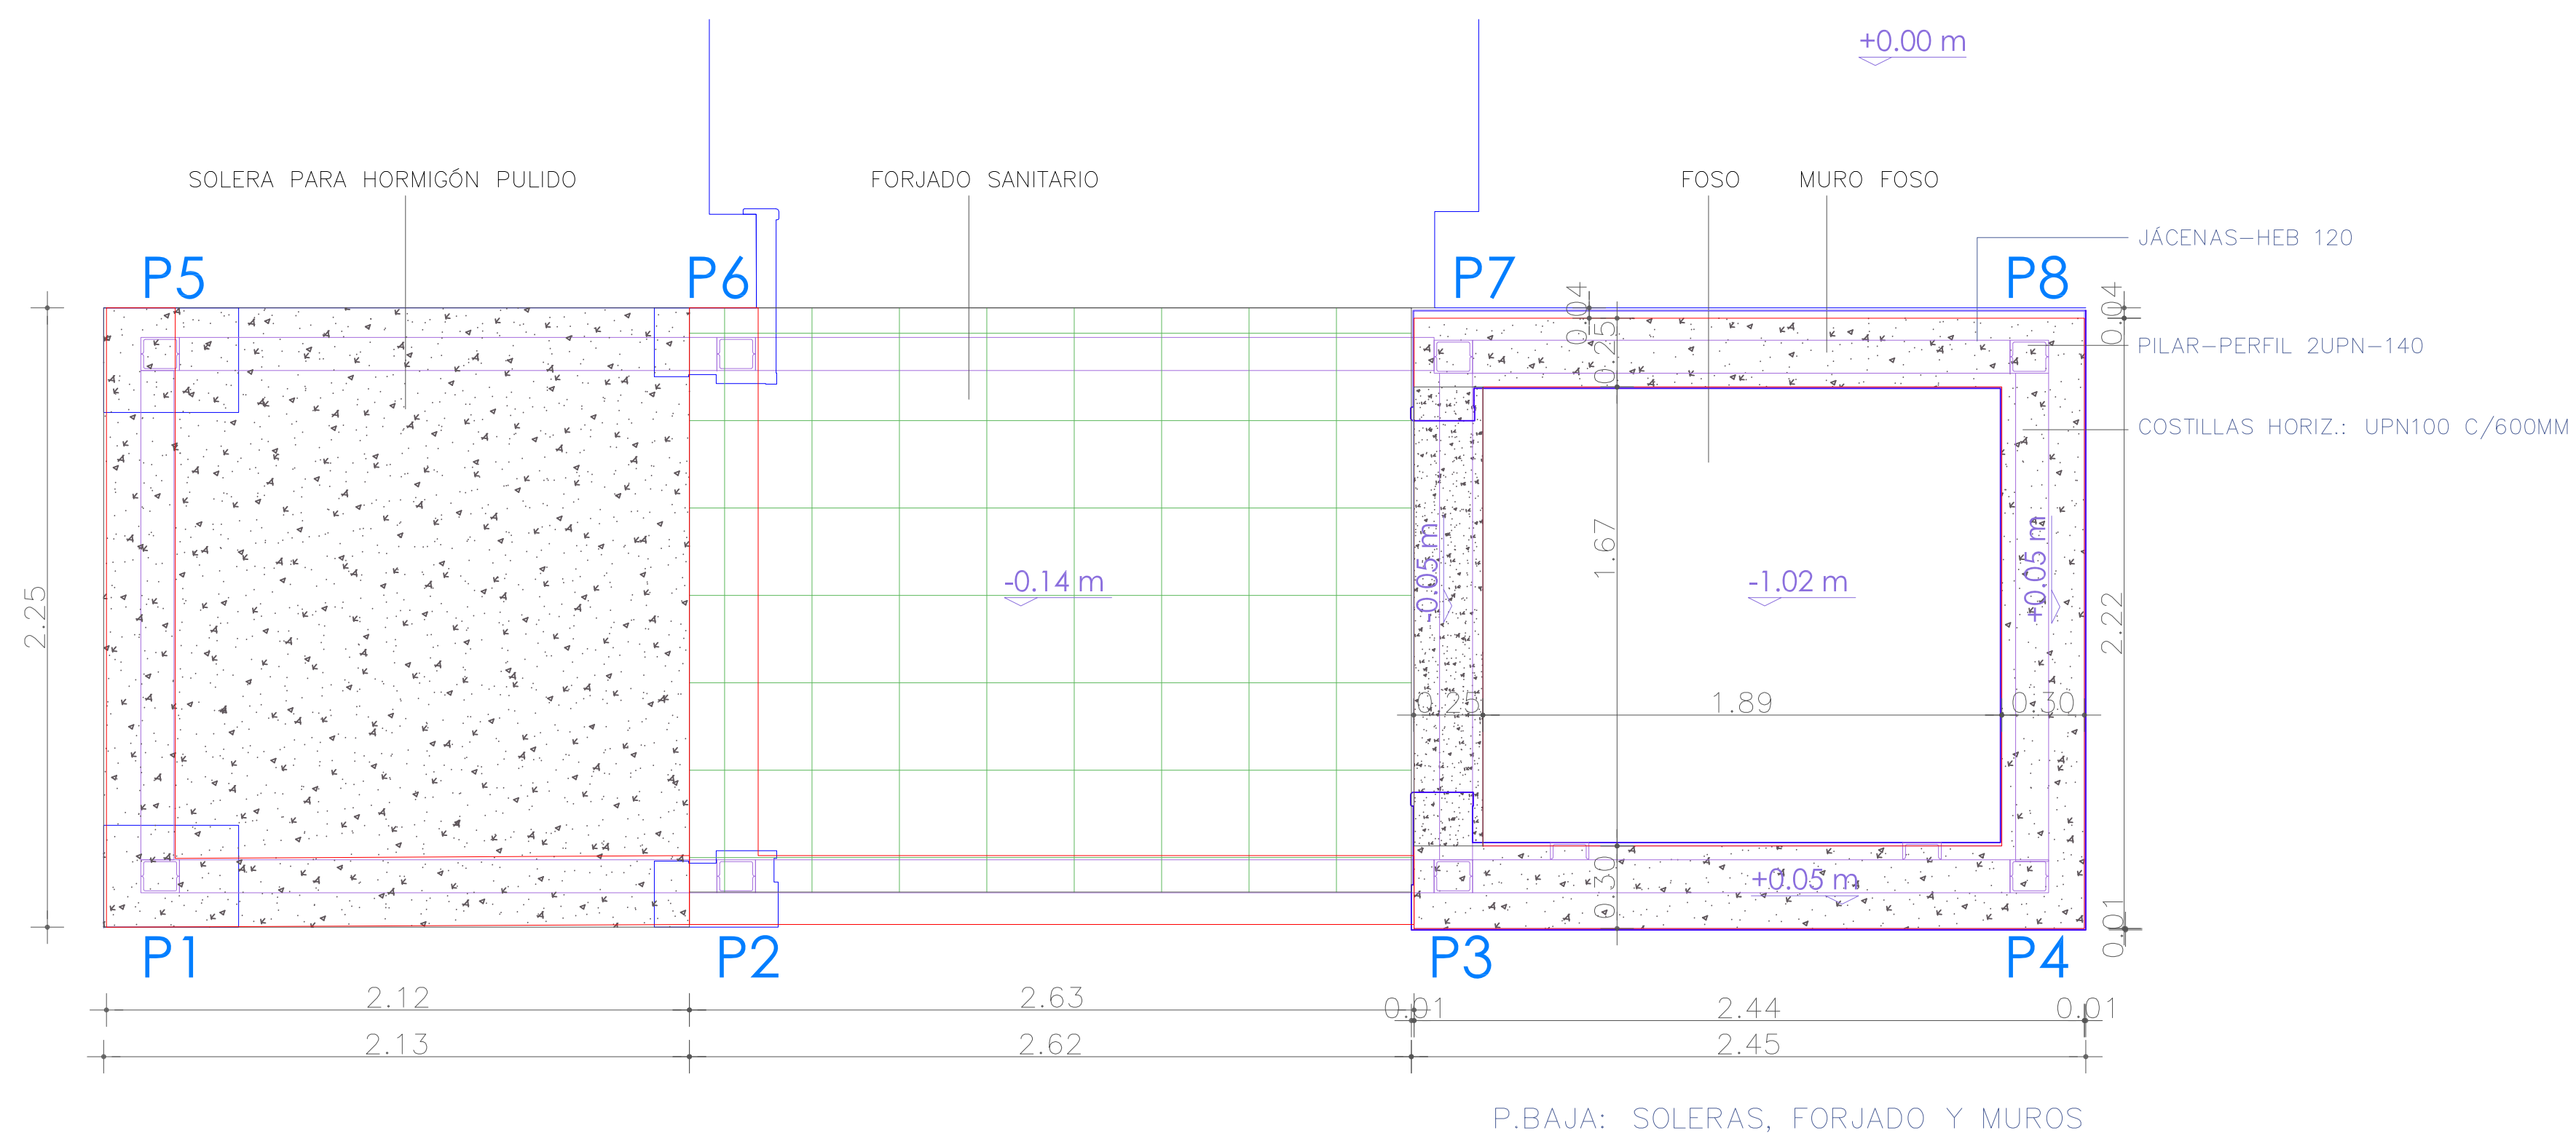 +0.00 m
SOLERA PARA HORMIGÓN PULIDO
FORJADO SANITARIO
FOSO
MURO FOSO
JÁCENAS-HEB 120
P5
P6
P7
P8
0.04
0.25
0.04
PILAR-PERFIL 2UPN-140
COSTILLAS HORIZ.: UPN100 C/600MM
2.25
-0.14 m
-0.05 m
1.67
-1.02 m
+0.05 m
2.22
0.25
1.89
0.30
0.30
+0.05 m
0.01
P1
P2
P3
P4
2.12
2.63
0.01
2.44
0.01
2.13
2.62
2.45
P.BAJA: SOLERAS, FORJADO Y MUROS